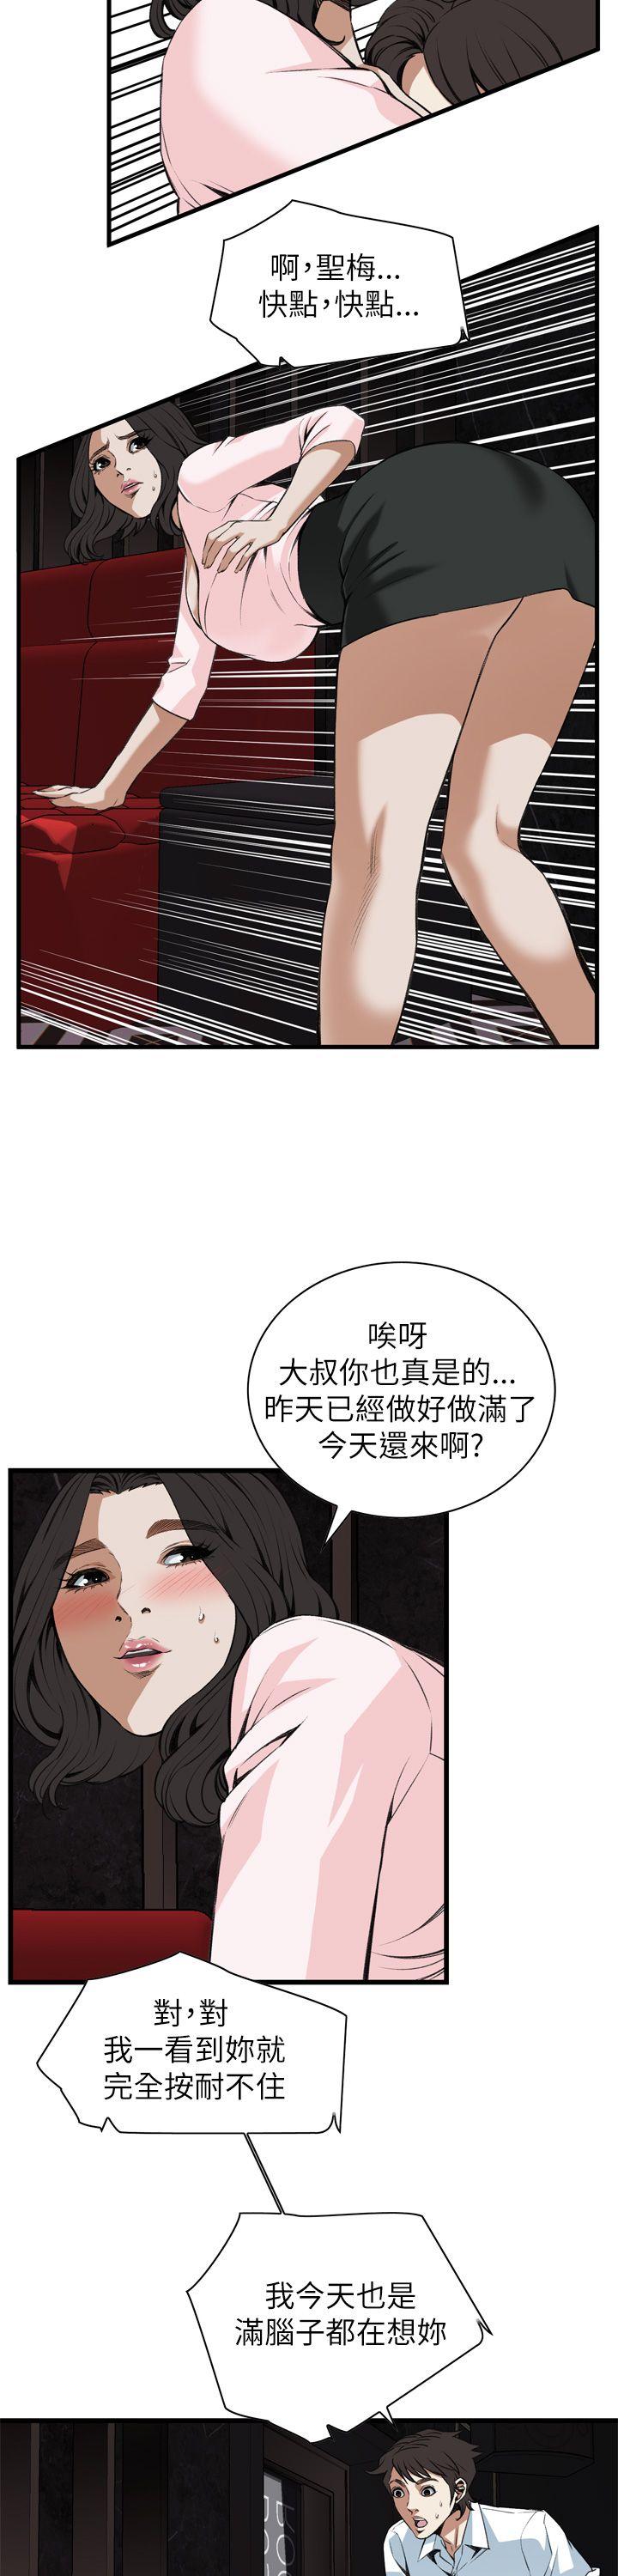 啊，聖梅...
快點，快點...
唉呀
大叔你也真是的...
昨天已經做好做滿了
今天還來啊?
對，對
我一看到妳就
完全按耐不住
我今天也是
滿腦子都在想妳